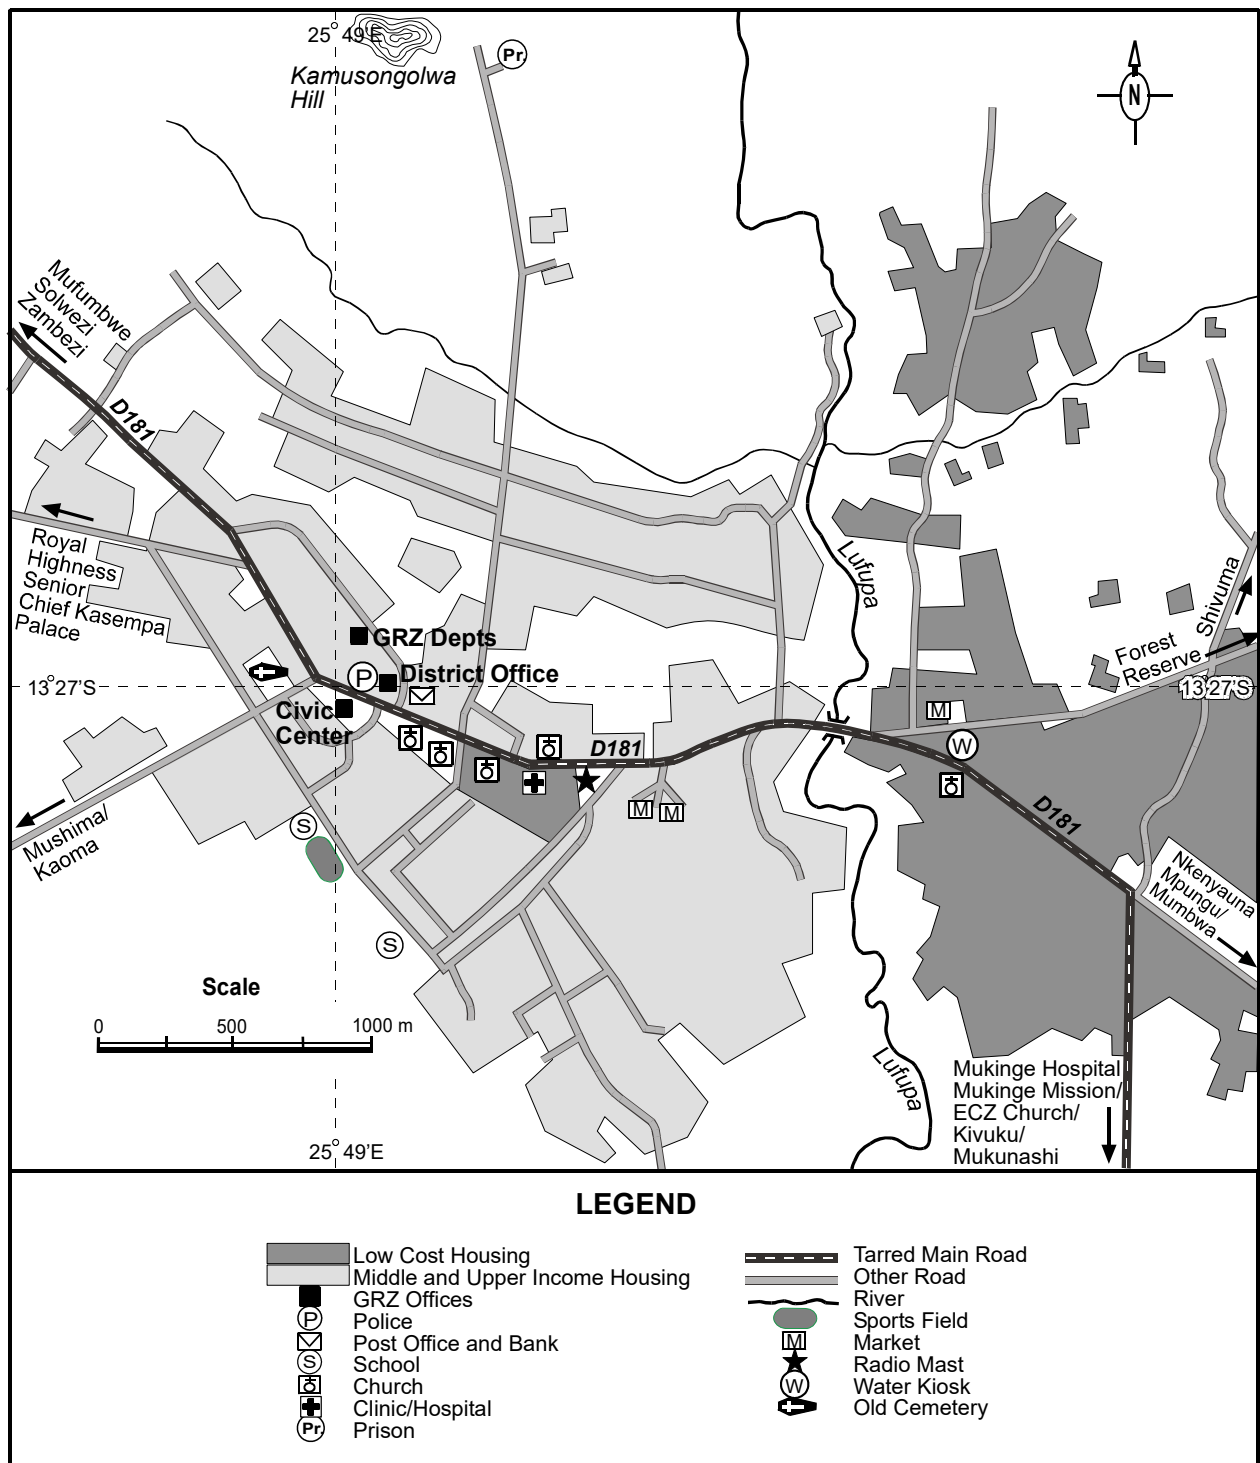 25°49'E
Kamusongolwa
Hill
Pr.
N
Mufumbwe
Solwezi
Zambezi
D181
Royal
Highness
Senior
Chief Kasempa
Palace
Lufupa
Shivuma
Forest
Reserve
GRZ Depts
P
District Office
13°27'S
13°27'S
Civic
Center
M
W
D181
M
M
D181
Mushima/
Kaoma
S
S
Nkenyauna
Mpungu/
Mumbwa
Scale
0 500 1000 m
Lufupa
Mukinge Hospital
Mukinge Mission/
ECZ Church/
Kivuku/
Mukunashi
25°49'E
LEGEND
Low Cost Housing
Middle and Upper Income Housing
GRZ Offices
P Police
Post Office and Bank
S School
Church
Clinic/Hospital
Pr. Prison
Tarred Main Road
Other Road
River
Sports Field
M Market
Radio Mast
W Water Kiosk
Old Cemetery